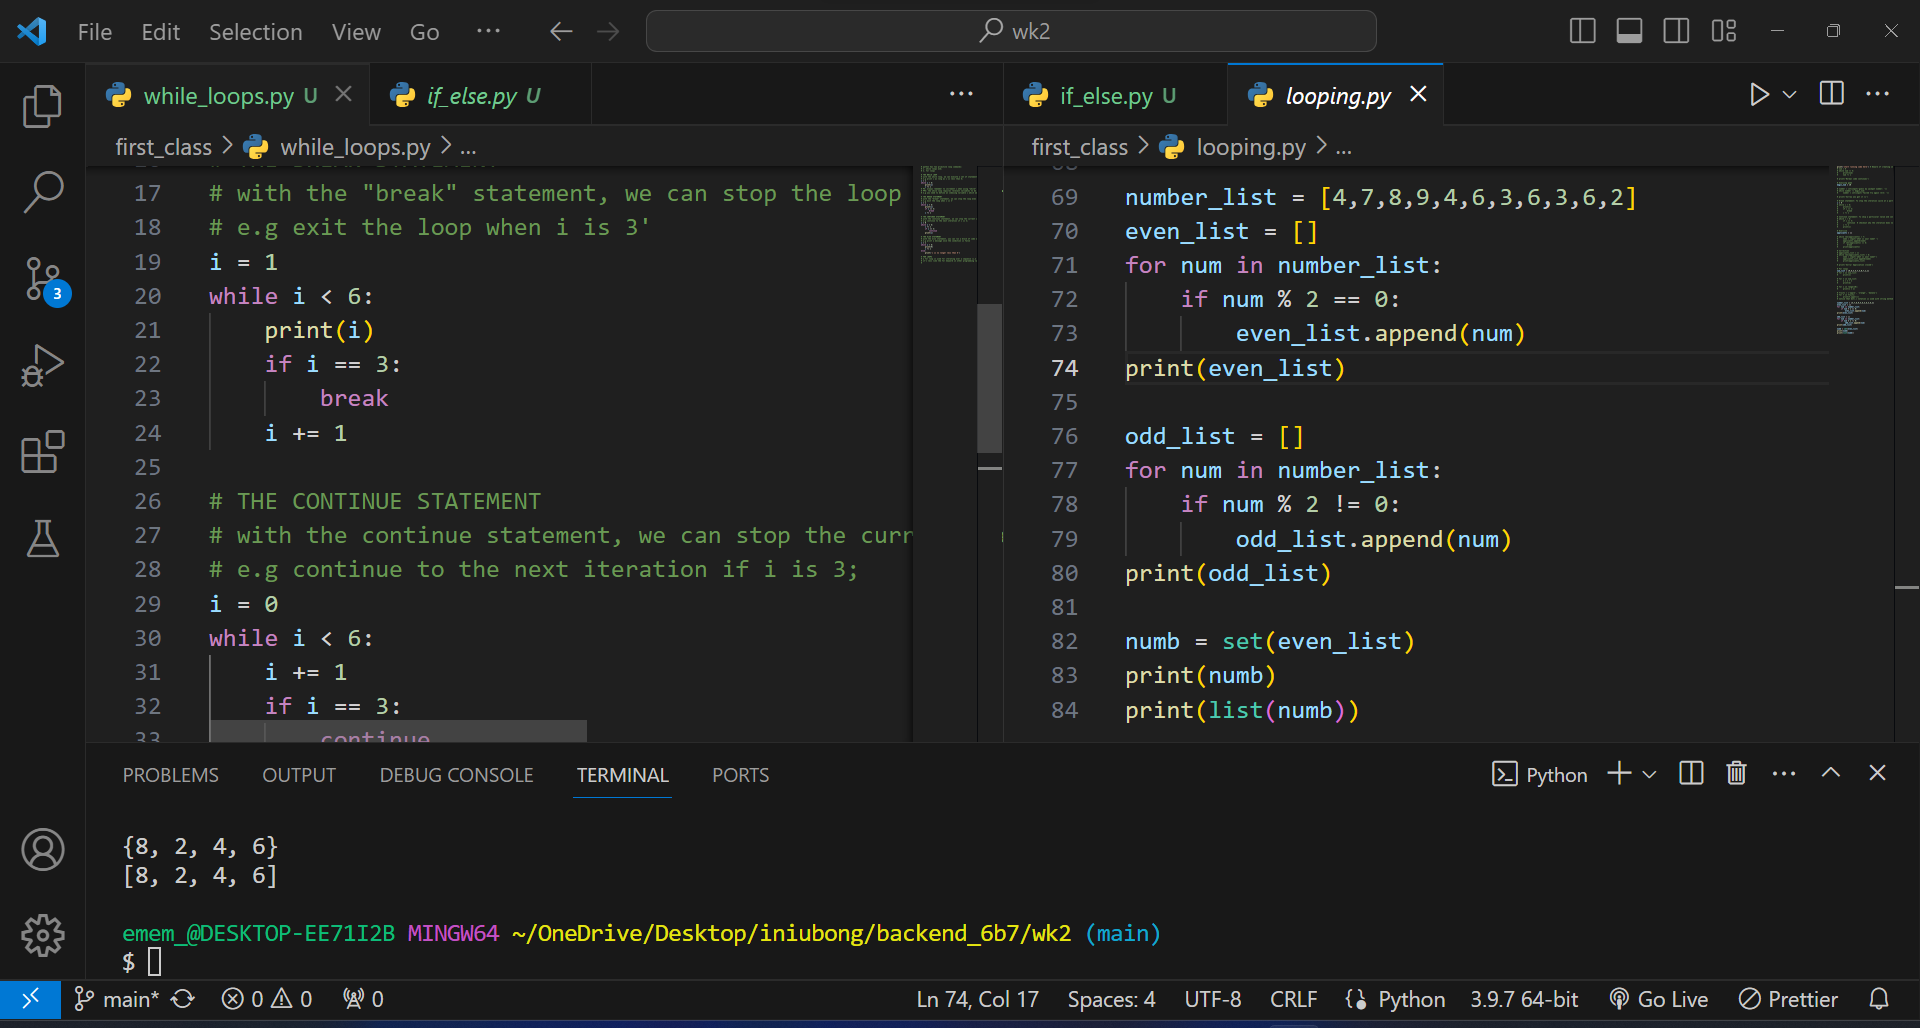 File Edit Selection View Go ··· wk2
while_loops.py U if_else.py U ···
first_class > while_loops.py > ...
17 # with the "break" statement, we can stop the loop
18 # e.g exit the loop when i is 3'
19 i = 1
20 while i < 6:
21 print(i)
22 if i == 3:
23 break
24 i += 1
25
26 # THE CONTINUE STATEMENT
27 # with the continue statement, we can stop the curr
28 # e.g continue to the next iteration if i is 3;
29 i = 0
30 while i < 6:
31 i += 1
32 if i == 3:
33 continue
if_else.py U looping.py
first_class > looping.py > ...
69 number_list = [4,7,8,9,4,6,3,6,3,6,2]
70 even_list = []
71 for num in number_list:
72 if num % 2 == 0:
73 even_list.append(num)
74 print(even_list)
75
76 odd_list = []
77 for num in number_list:
78 if num % 2 != 0:
79 odd_list.append(num)
80 print(odd_list)
81
82 numb = set(even_list)
83 print(numb)
84 print(list(numb))
PROBLEMS OUTPUT DEBUG CONSOLE TERMINAL PORTS Python
{8, 2, 4, 6}
[8, 2, 4, 6]
emem_@DESKTOP-EE71I2B MINGW64 ~/OneDrive/Desktop/iniubong/backend_6b7/wk2 (main)
$
3
main* 0 0 0 Ln 74, Col 17 Spaces: 4 UTF-8 CRLF Python 3.9.7 64-bit Go Live Prettier